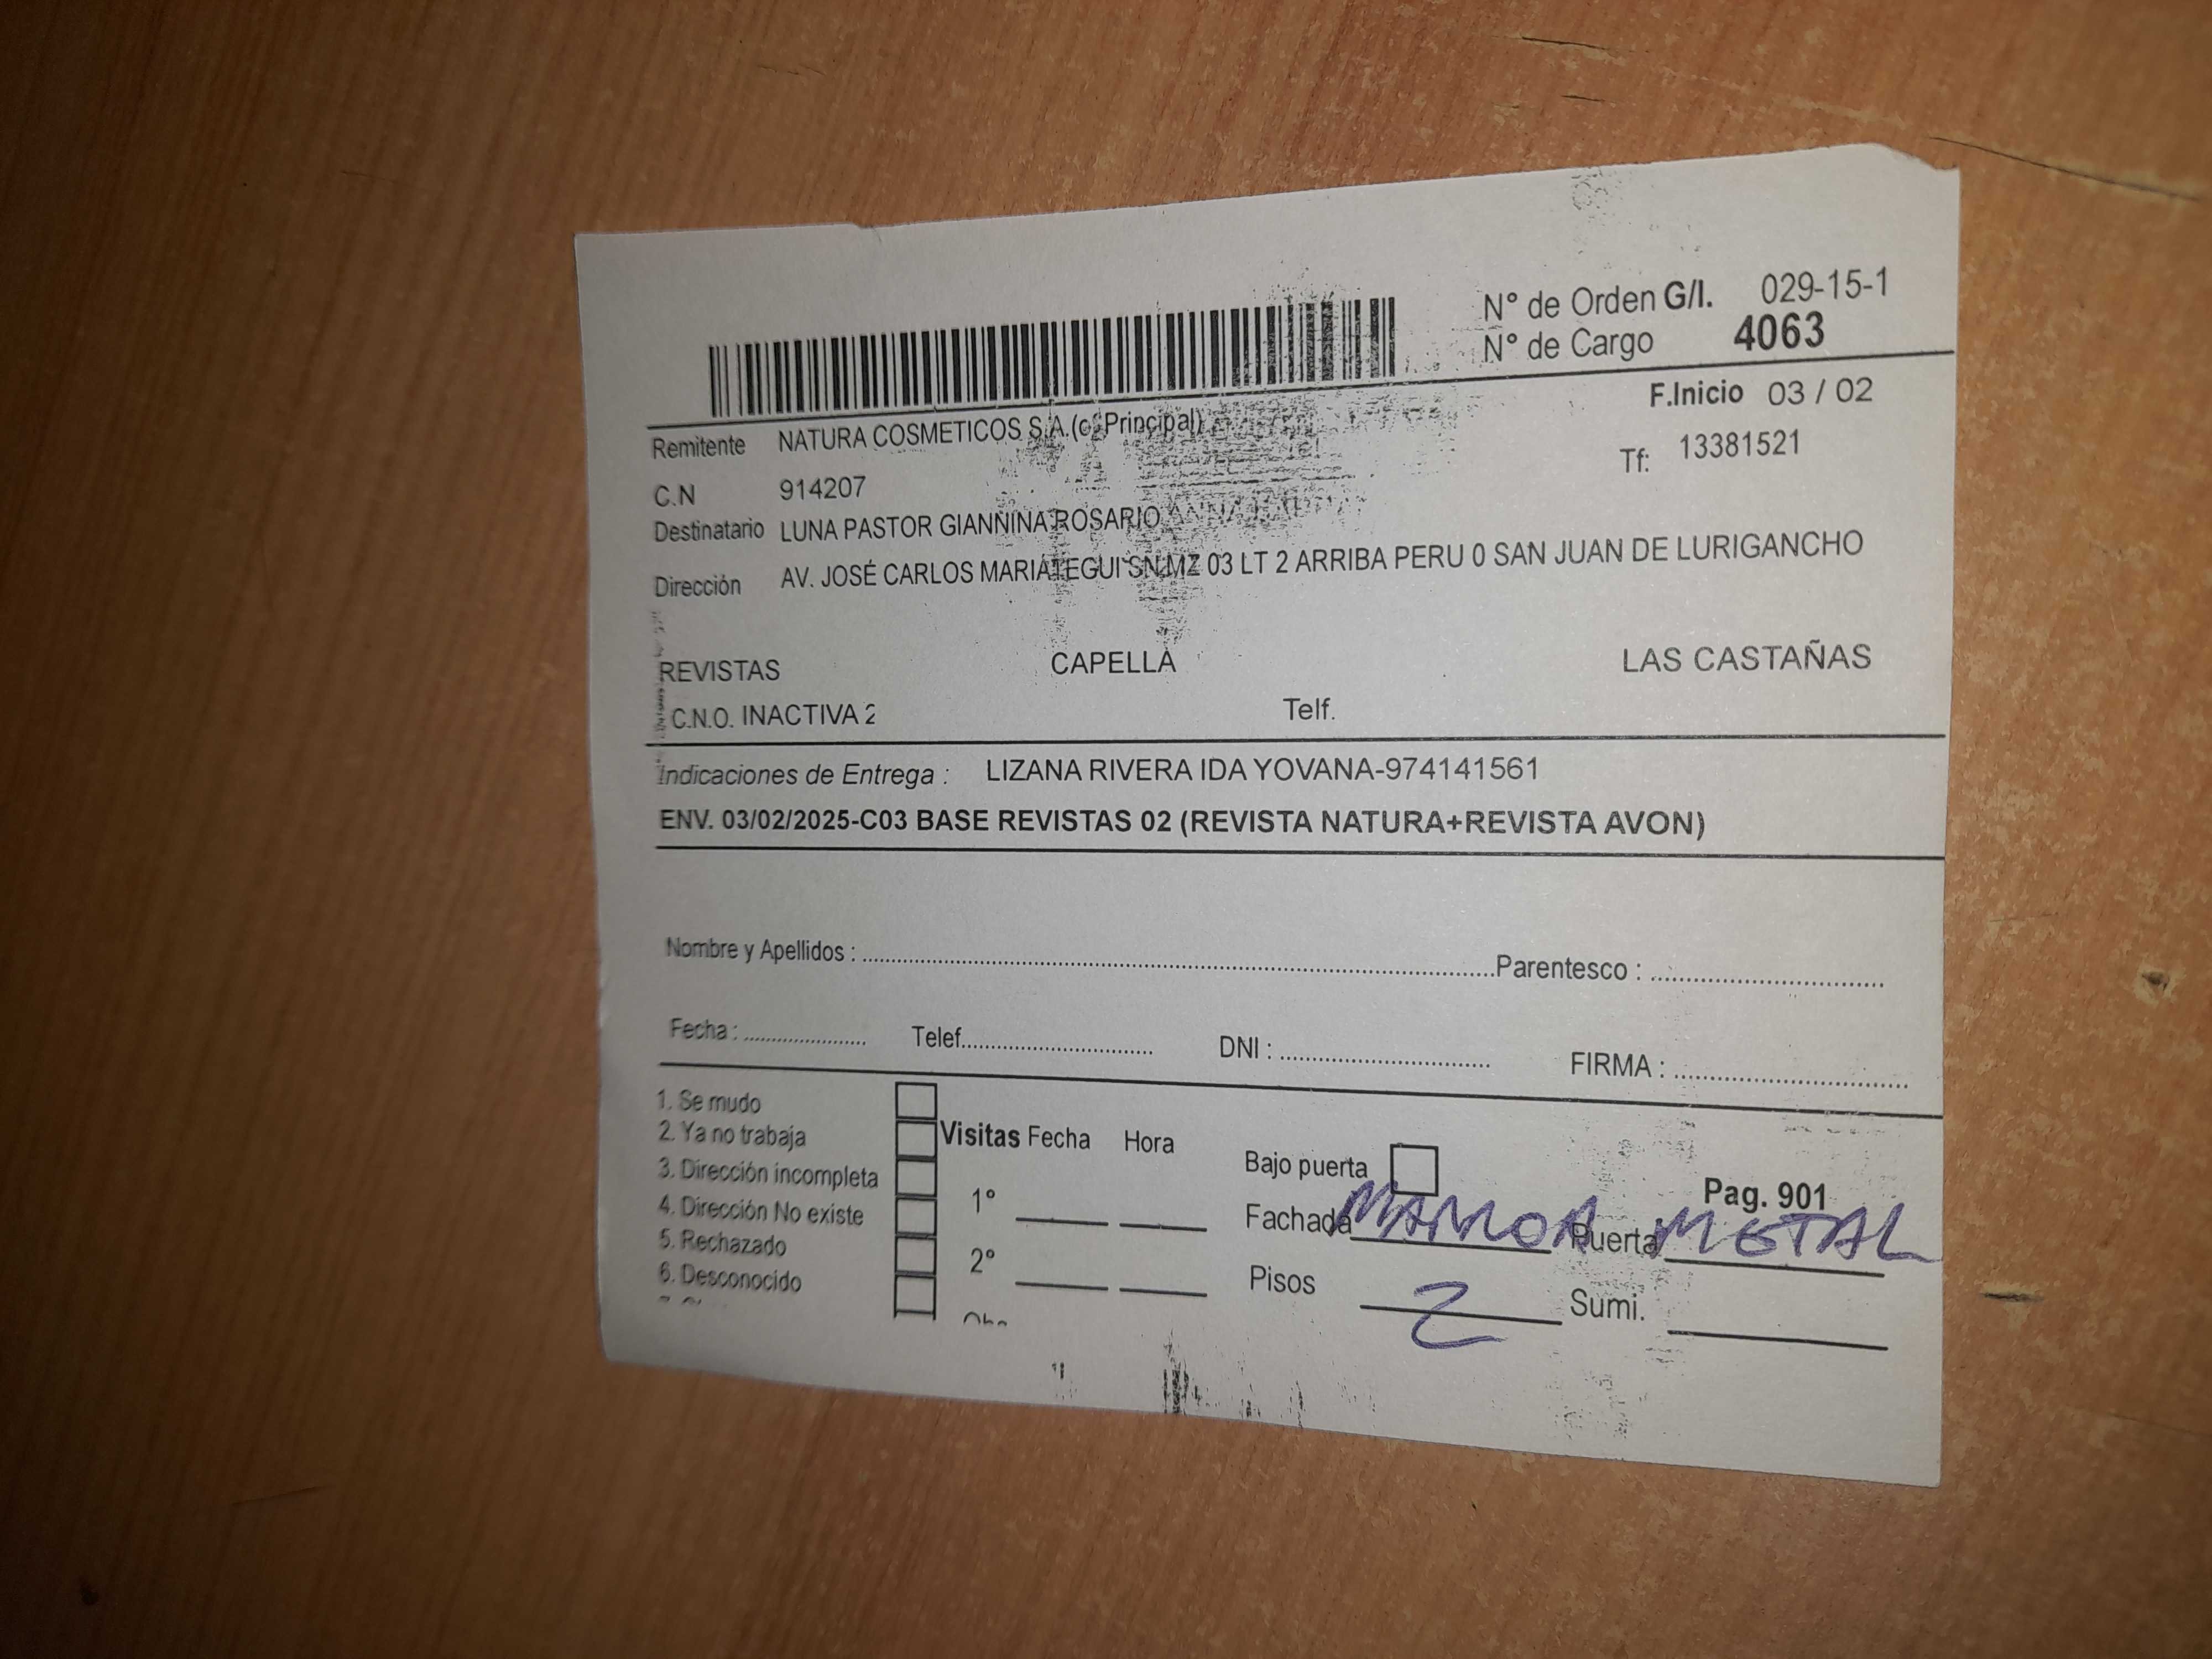 N° de Orden G/I. 029-15-1
N° de Cargo 4063
F.Inicio 03 / 02
Remitente NATURA COSMETICOS S.A.(c. Principal)
Tf: 13381521
C.N 914207
Destinatario LUNA PASTOR GIANNINA ROSARIO
Dirección AV. JOSÉ CARLOS MARIÁTEGUI SN MZ 03 LT 2 ARRIBA PERU 0 SAN JUAN DE LURIGANCHO
REVISTAS CAPELLA LAS CASTAÑAS
C.N.O. INACTIVA 2 Telf.
Indicaciones de Entrega : LIZANA RIVERA IDA YOVANA-974141561
ENV. 03/02/2025-C03 BASE REVISTAS 02 (REVISTA NATURA+REVISTA AVON)
Nombre y Apellidos : Parentesco :
Fecha : Telef. DNI : FIRMA :
1. Se mudo
2. Ya no trabaja
3. Dirección incompleta
4. Dirección No existe
5. Rechazado
6. Desconocido
Visitas Fecha Hora
1°
2°
Bajo puerta
Pag. 901
Fachada Puerta METAL
Pisos 2 Sumi.